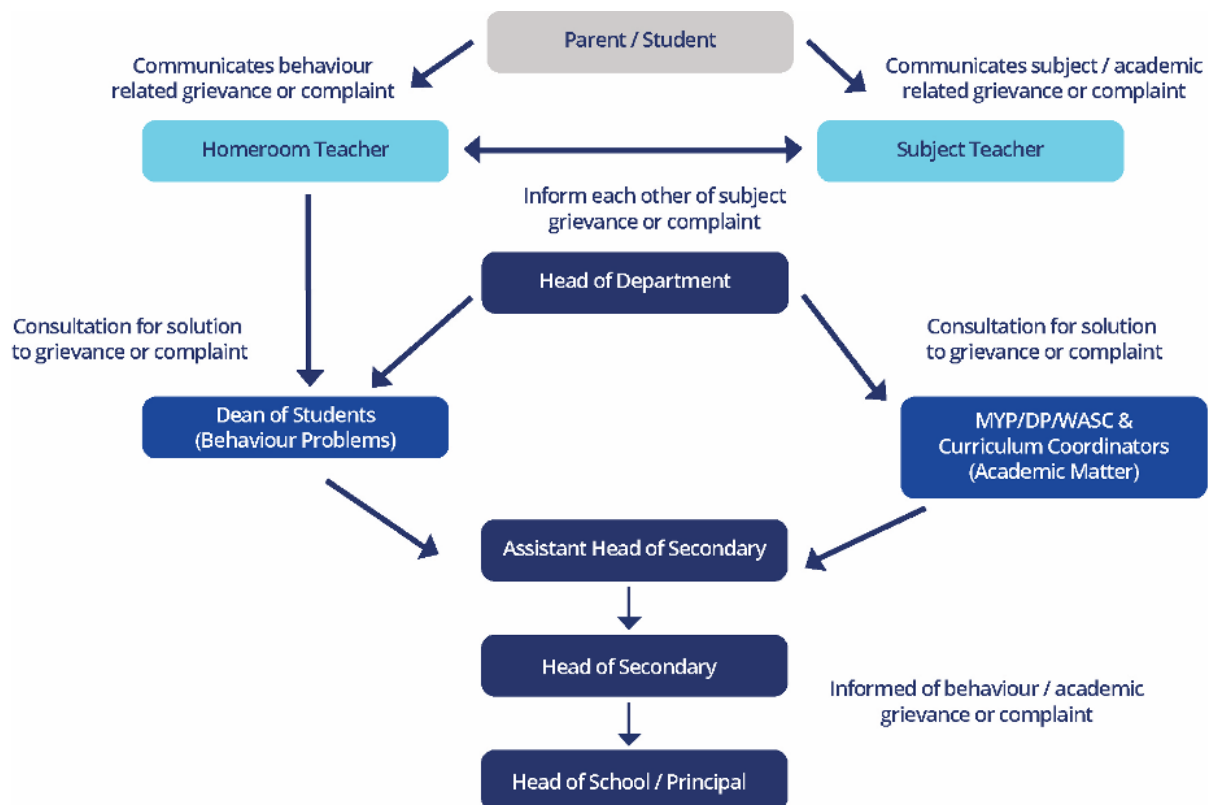 Parent / Student
Communicates behaviour
related grievance or complaint
Communicates subject / academic
related grievance or complaint
Homeroom Teacher
Subject Teacher
Inform each other of subject
grievance or complaint
Head of Department
Consultation for solution
to grievance or complaint
Consultation for solution
to grievance or complaint
Dean of Students
(Behaviour Problems)
MYP/DP/WASC &
Curriculum Coordinators
(Academic Matter)
Assistant Head of Secondary
Head of Secondary
Informed of behaviour / academic
grievance or complaint
Head of School / Principal